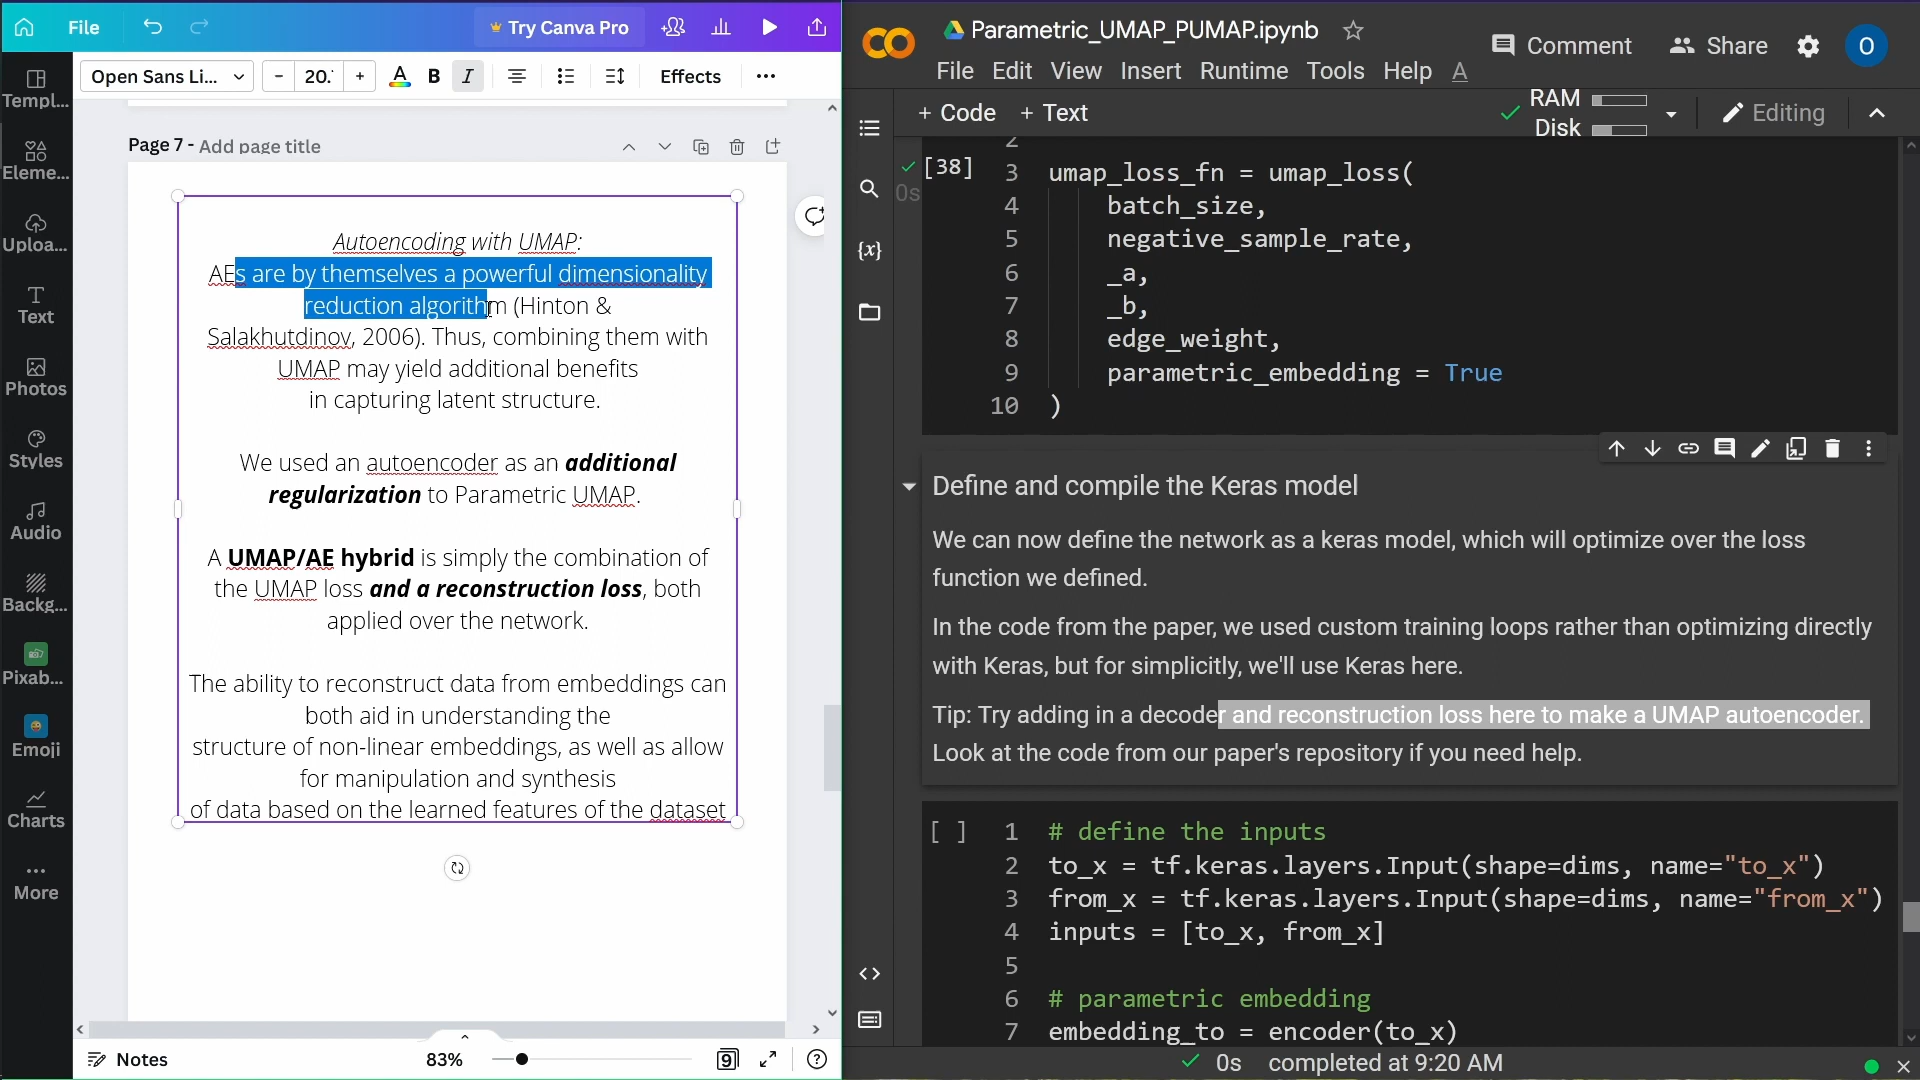 File
Try Canva Pro
Open Sans Li...
- 20. +
A B I
Effects
Templ...
Eleme...
Uploa...
Text
Photos
Styles
Audio
Backg...
Pixab...
Emoji
Charts
More
Page 7 - Add page title
Autoencoding with UMAP:
AEs are by themselves a powerful dimensionality
reduction algorithm (Hinton &
Salakhutdinov, 2006). Thus, combining them with
UMAP may yield additional benefits
in capturing latent structure.
We used an autoencoder as an additional
regularization to Parametric UMAP.
A UMAP/AE hybrid is simply the combination of
the UMAP loss and a reconstruction loss, both
applied over the network.
The ability to reconstruct data from embeddings can
both aid in understanding the
structure of non-linear embeddings, as well as allow
for manipulation and synthesis
of data based on the learned features of the dataset
Notes
83%
9
Parametric_UMAP_PUMAP.ipynb
Comment
Share
O
File Edit View Insert Runtime Tools Help A
+ Code + Text
RAM
Disk
Editing
[38]
0s
2
3 umap_loss_fn = umap_loss(
4 batch_size,
5 negative_sample_rate,
6 _a,
7 _b,
8 edge_weight,
9 parametric_embedding = True
10 )
Define and compile the Keras model
We can now define the network as a keras model, which will optimize over the loss
function we defined.
In the code from the paper, we used custom training loops rather than optimizing directly
with Keras, but for simplicitly, we'll use Keras here.
Tip: Try adding in a decoder and reconstruction loss here to make a UMAP autoencoder.
Look at the code from our paper's repository if you need help.
[ ]
1 # define the inputs
2 to_x = tf.keras.layers.Input(shape=dims, name="to_x")
3 from_x = tf.keras.layers.Input(shape=dims, name="from_x")
4 inputs = [to_x, from_x]
5
6 # parametric embedding
7 embedding_to = encoder(to_x)
0s completed at 9:20 AM